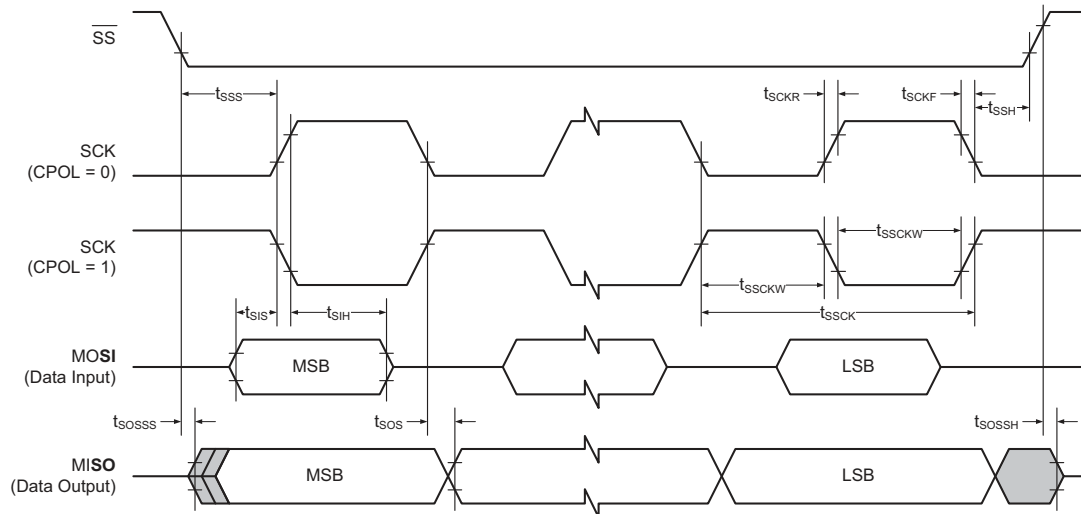 SS
tSSS
tSCKR
tSCKF
tSSH
SCK
(CPOL = 0)
SCK
(CPOL = 1)
tSSCKW
tSSCKW
tSIS
tSIH
tSSCK
MOSI
(Data Input)
MSB
LSB
tSOSSS
tSOS
tSOSSH
MISO
(Data Output)
MSB
LSB